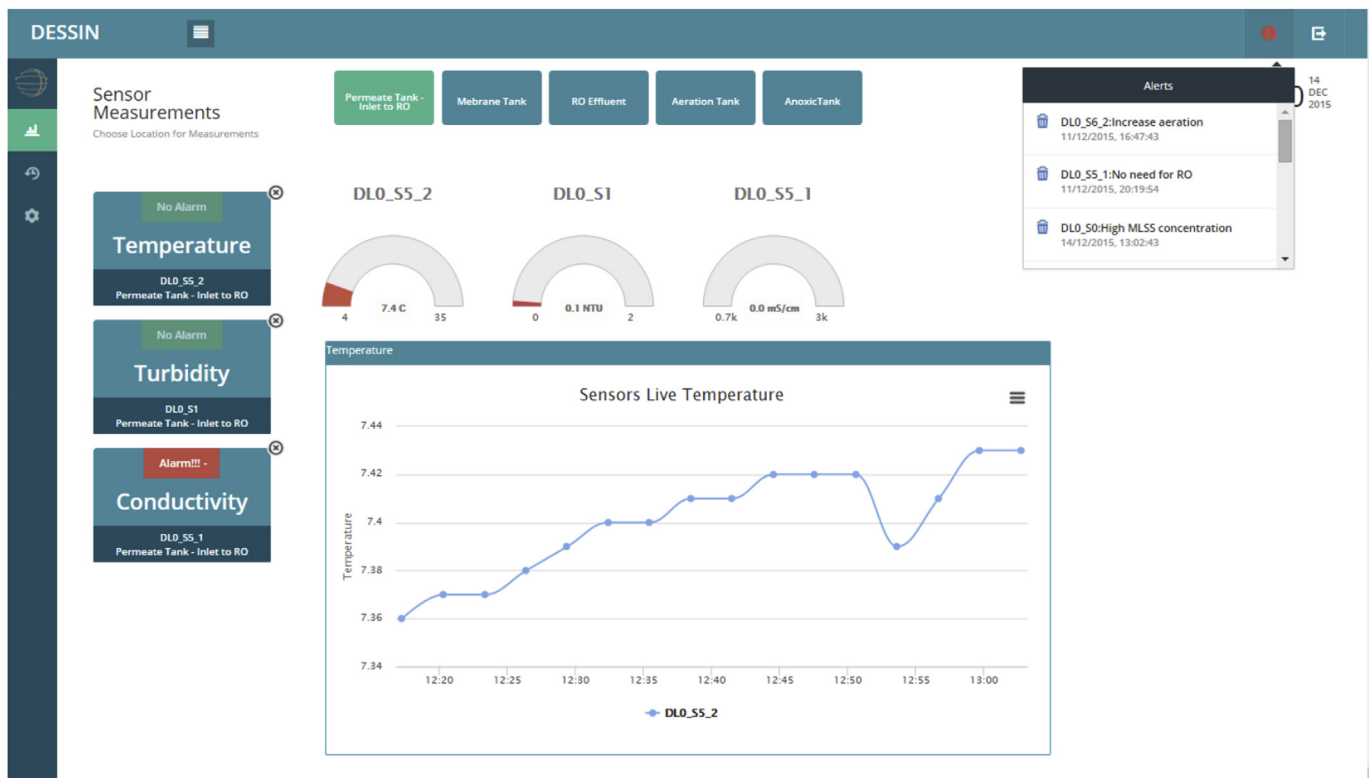 DESSIN
Sensor
Measurements
Choose Location for Measurements
Permeate Tank -
Inlet to RO
Mebrane Tank
RO Effluent
Aeration Tank
AnoxicTank
Alerts
DL0_S6_2:Increase aeration
11/12/2015, 16:47:43
DL0_S5_1:No need for RO
11/12/2015, 20:19:54
DL0_S0:High MLSS concentration
14/12/2015, 13:02:43
14
DEC
2015
No Alarm
Temperature
DL0_S5_2
Permeate Tank - Inlet to RO
No Alarm
Turbidity
DL0_S1
Permeate Tank - Inlet to RO
Alarm!!! -
Conductivity
DL0_S5_1
Permeate Tank - Inlet to RO
DL0_S5_2
7.4 C
4
35
DL0_S1
0.1 NTU
0
2
DL0_S5_1
0.0 mS/cm
0.7k
3k
Temperature
Sensors Live Temperature
Temperature
7.44
7.42
7.4
7.38
7.36
7.34
12:20
12:25
12:30
12:35
12:40
12:45
12:50
12:55
13:00
DL0_S5_2